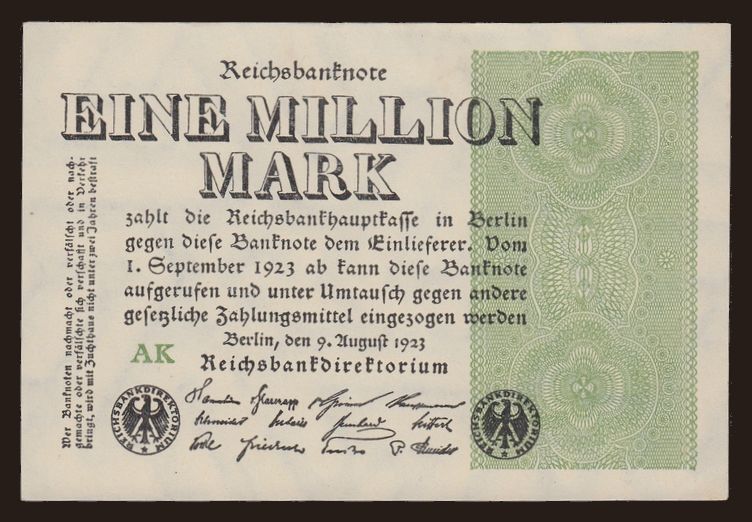 Reichsbanknote
EINE MILLION
MARK
zahlt die Reichsbankhauptkasse in Berlin
gegen diese Banknote dem Einlieferer. Vom
1. September 1923 ab kann diese Banknote
aufgerufen und unter Umtausch gegen andere
gesetzliche Zahlungsmittel eingezogen werden
Berlin, den 9. August 1923
AK
Reichsbankdirektorium
Wer Banknoten nachmacht oder verfälscht oder nach-
gemachte oder verfälschte sich verschafft und in Verkehr
bringt, wird mit Zuchthaus nicht unter zwei Jahren bestraft
REICHSBANKDIREKTORIUM
REICHSBANKDIREKTORIUM